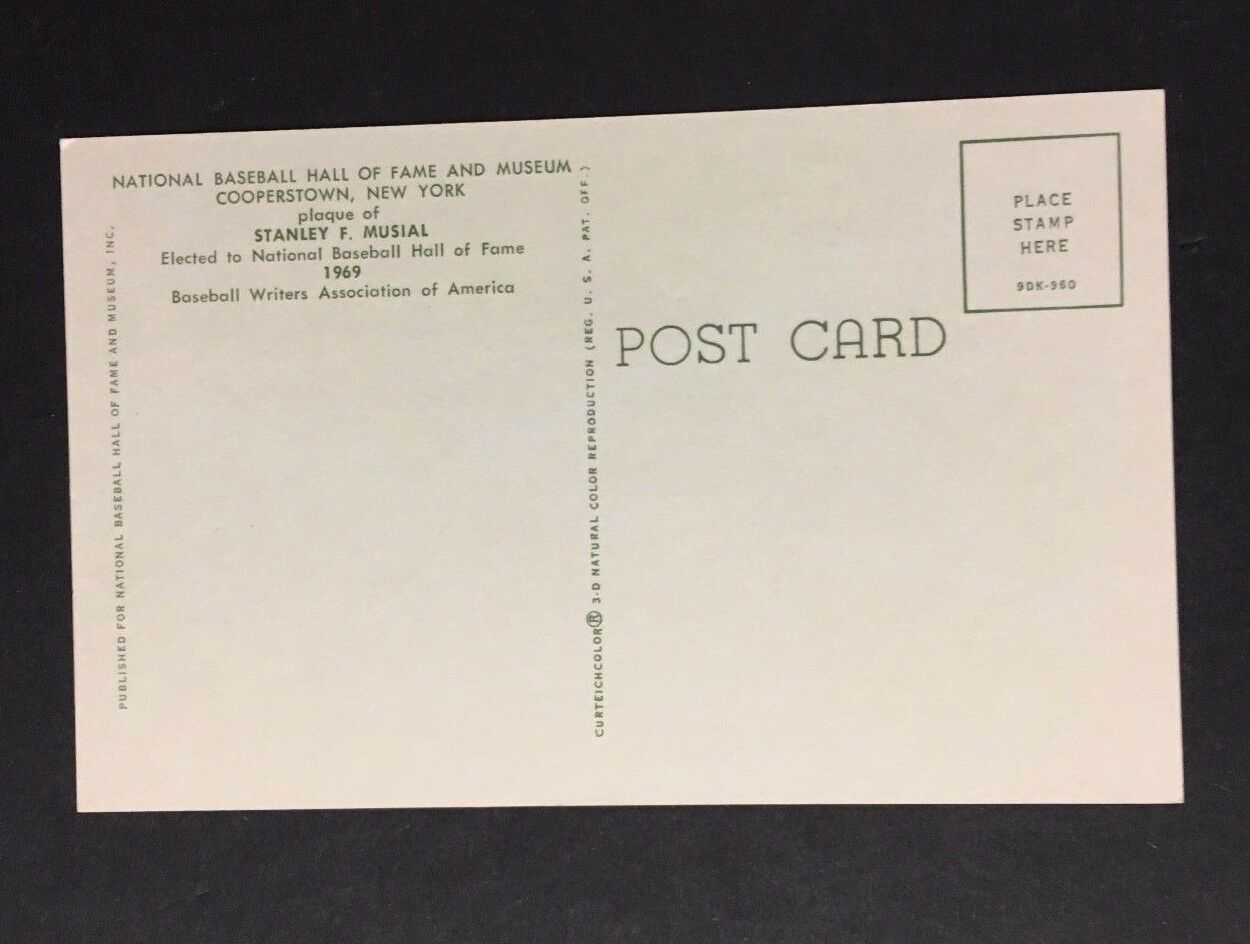 NATIONAL BASEBALL HALL OF FAME AND MUSEUM
COOPERSTOWN, NEW YORK
plaque of
STANLEY F. MUSIAL
Elected to National Baseball Hall of Fame
1969
Baseball Writers Association of America
PUBLISHED FOR NATIONAL BASEBALL HALL OF FAME AND MUSEUM, INC.
CURTEICHCOLOR® 3-D NATURAL COLOR REPRODUCTION (REG. U. S. A. PAT. OFF.)
POST CARD
PLACE
STAMP
HERE
9DK-960